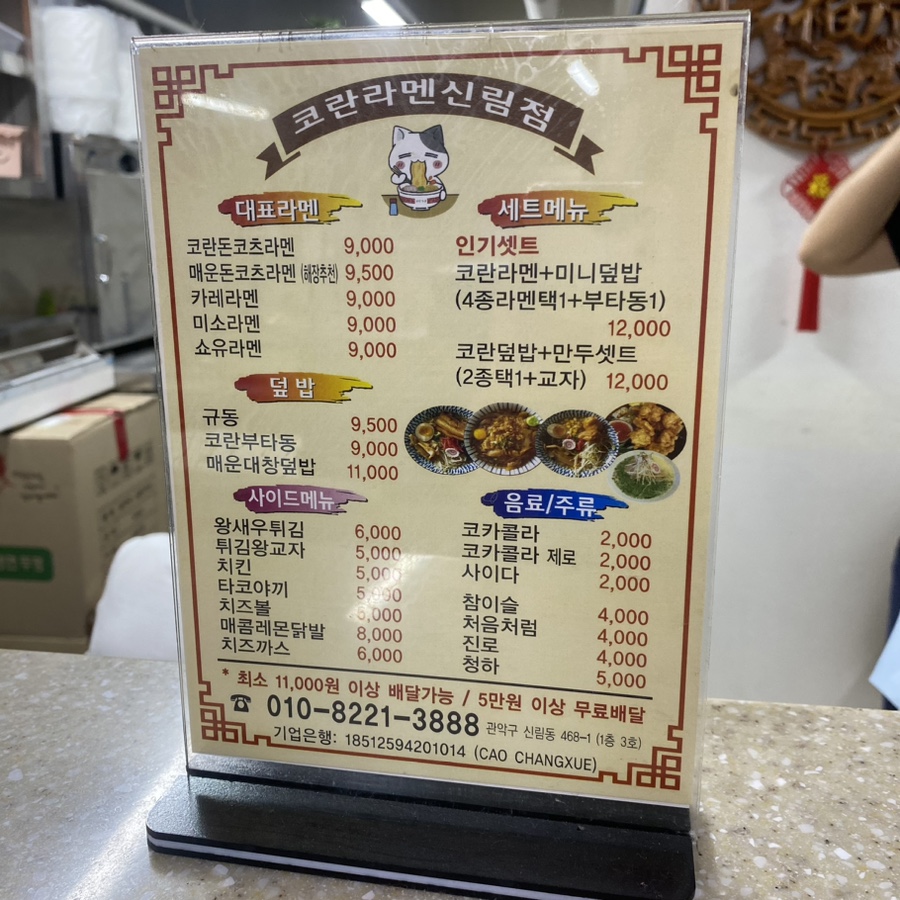 코란라멘신림점
대표라멘
코란돈코츠라멘 9,000
매운돈코츠라멘 (해장추천) 9,500
카레라멘 9,000
미소라멘 9,000
쇼유라멘 9,000
덮밥
규동 9,500
코란부타동 9,000
매운대창덮밥 11,000
사이드메뉴
왕새우튀김 6,000
튀김왕교자 5,000
치킨 5,000
타코야끼
치즈볼
매콤레몬닭발 8,000
치즈까스 6,000
세트메뉴
인기셋트
코란라멘+미니덮밥
(4종라멘택1+부타동1)
12,000
코란덮밥+만두셋트
(2종택1+교자) 12,000
음료/주류
코카콜라 2,000
코카콜라 제로 2,000
사이다 2,000
참이슬 4,000
처음처럼 4,000
진로 4,000
청하 5,000
* 최소 11,000원 이상 배달가능 / 5만원 이상 무료배달
☎ 010-8221-3888 관악구 신림동 468-1 (1층 3호)
기업은행: 18512594201014 (CAO CHANGXUE)